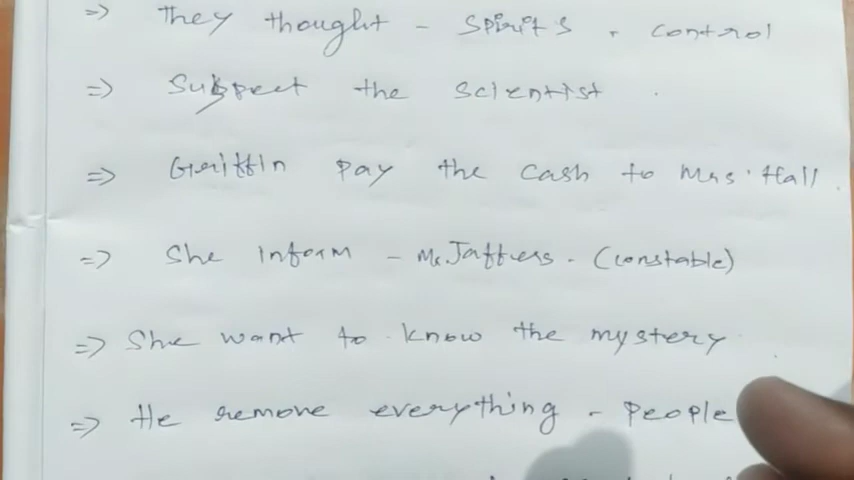 => They thought - Spirits . control
=> Suspect the Scientist .
=> Griffin pay the cash to Mrs. Hall.
=> She inform - Mr. Jaffers. (constable)
=> She want to know the mystery
=> He remove everything - people